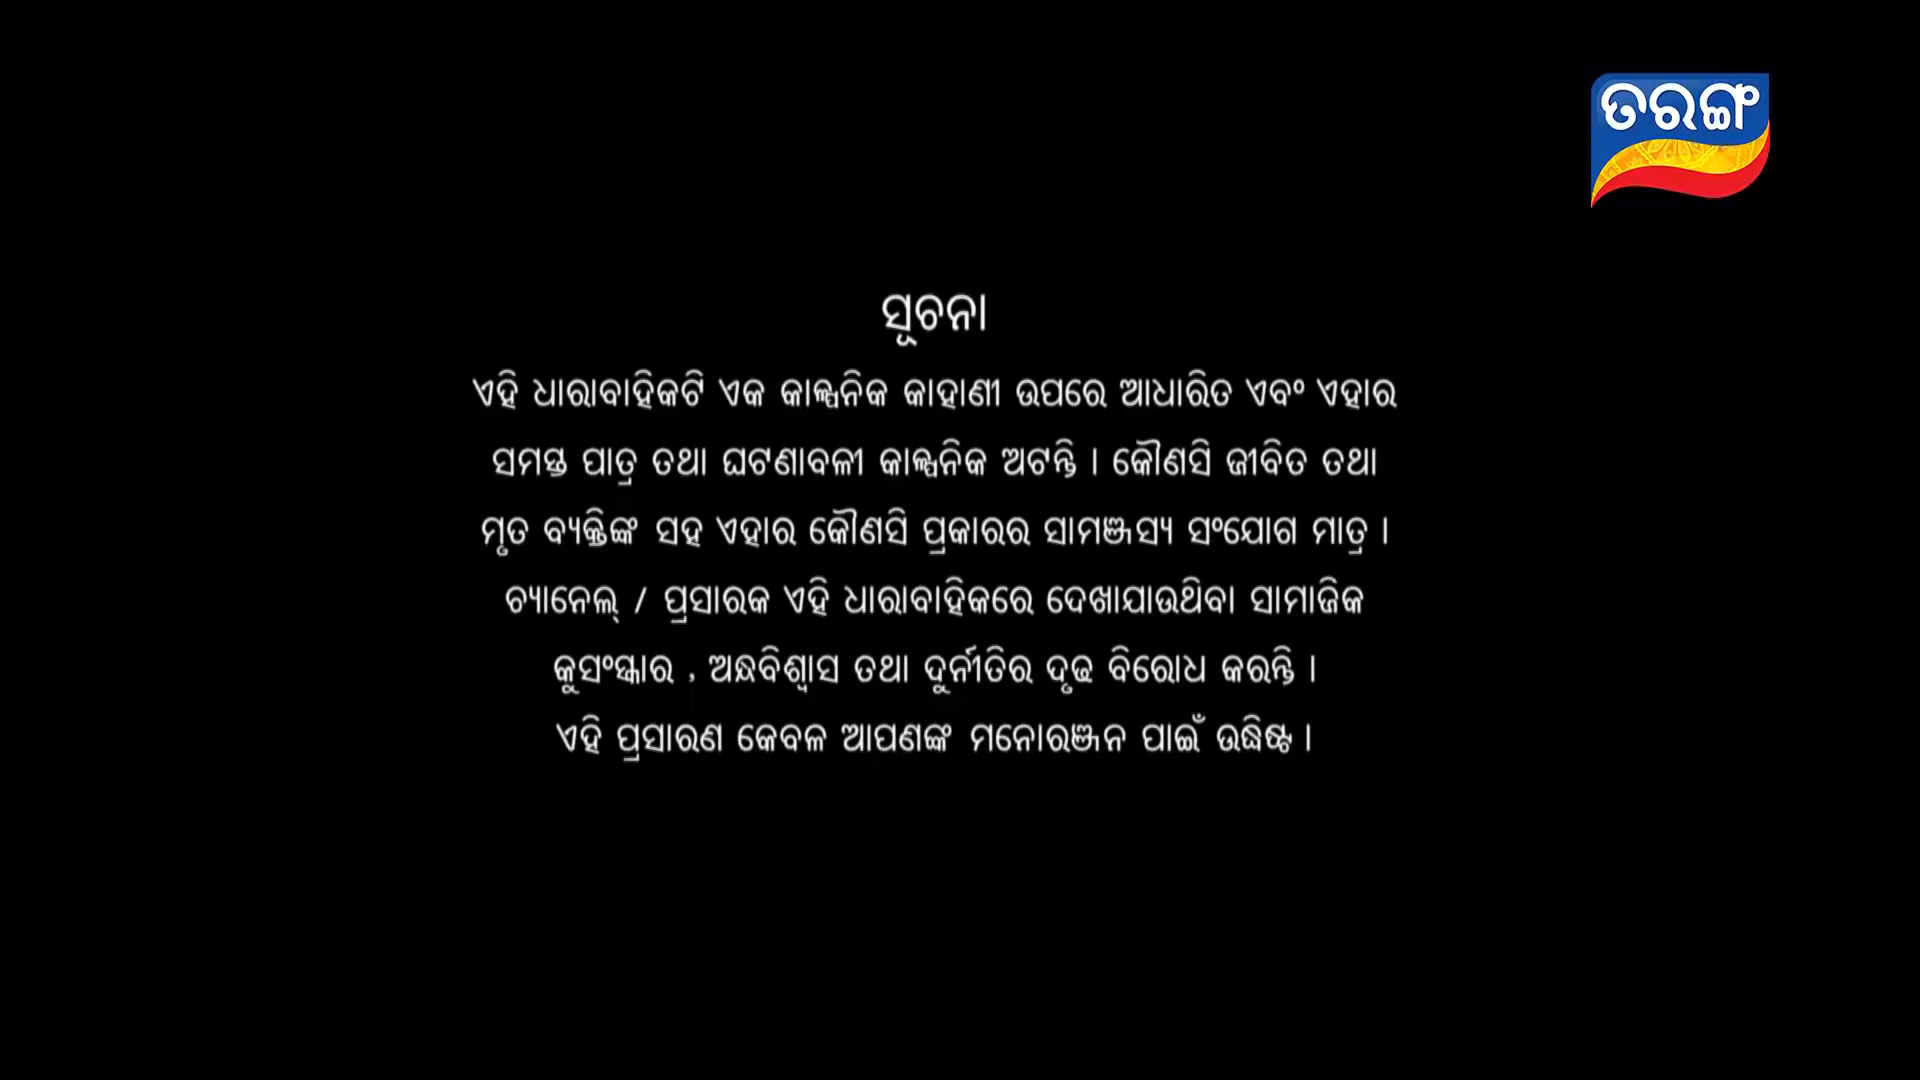 ତରଙ୍ଗ
ସୂଚନା
ଏହି ଧାରାବାହିକଟି ଏକ କାଳ୍ପନିକ କାହାଣୀ ଉପରେ ଆଧାରିତ ଏବଂ ଏହାର
ସମସ୍ତ ପାତ୍ର ତଥା ଘଟଣାବଳୀ କାଳ୍ପନିକ ଅଟନ୍ତି । କୌଣସି ଜୀବିତ ତଥା
ମୃତ ବ୍ୟକ୍ତିଙ୍କ ସହ ଏହାର କୌଣସି ପ୍ରକାରର ସାମଞ୍ଜସ୍ୟ ସଂଯୋଗ ମାତ୍ର ।
ଚ୍ୟାନେଲ୍ / ପ୍ରସାରକ ଏହି ଧାରାବାହିକରେ ଦେଖାଯାଉଥିବା ସାମାଜିକ
କୁସଂସ୍କାର , ଅନ୍ଧବିଶ୍ୱାସ ତଥା ଦୁର୍ନୀତିର ଦୃଢ ବିରୋଧ କରନ୍ତି ।
ଏହି ପ୍ରସାରଣ କେବଳ ଆପଣଙ୍କ ମନୋରଞ୍ଜନ ପାଇଁ ଉଦ୍ଧିଷ୍ଟ ।